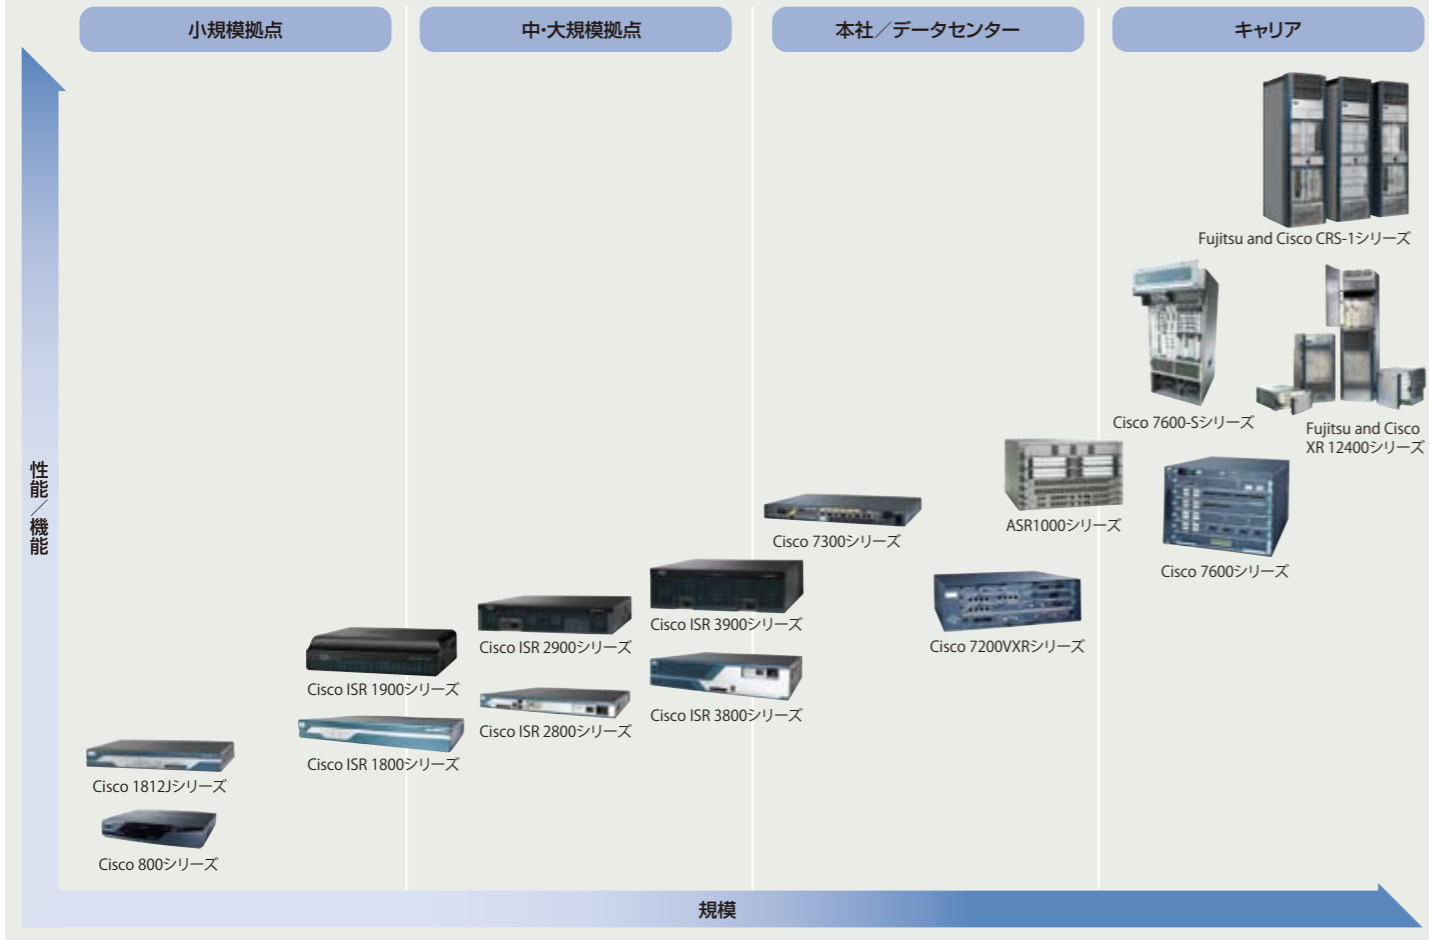 小規模拠点
中・大規模拠点
本社／データセンター
キャリア
性能／機能
Fujitsu and Cisco CRS-1シリーズ
Cisco 7600-Sシリーズ
Fujitsu and Cisco
XR 12400シリーズ
ASR1000シリーズ
Cisco 7300シリーズ
Cisco 7600シリーズ
Cisco ISR 3900シリーズ
Cisco ISR 2900シリーズ
Cisco 7200VXRシリーズ
Cisco ISR 1900シリーズ
Cisco ISR 3800シリーズ
Cisco ISR 2800シリーズ
Cisco ISR 1800シリーズ
Cisco 1812Jシリーズ
Cisco 800シリーズ
規模